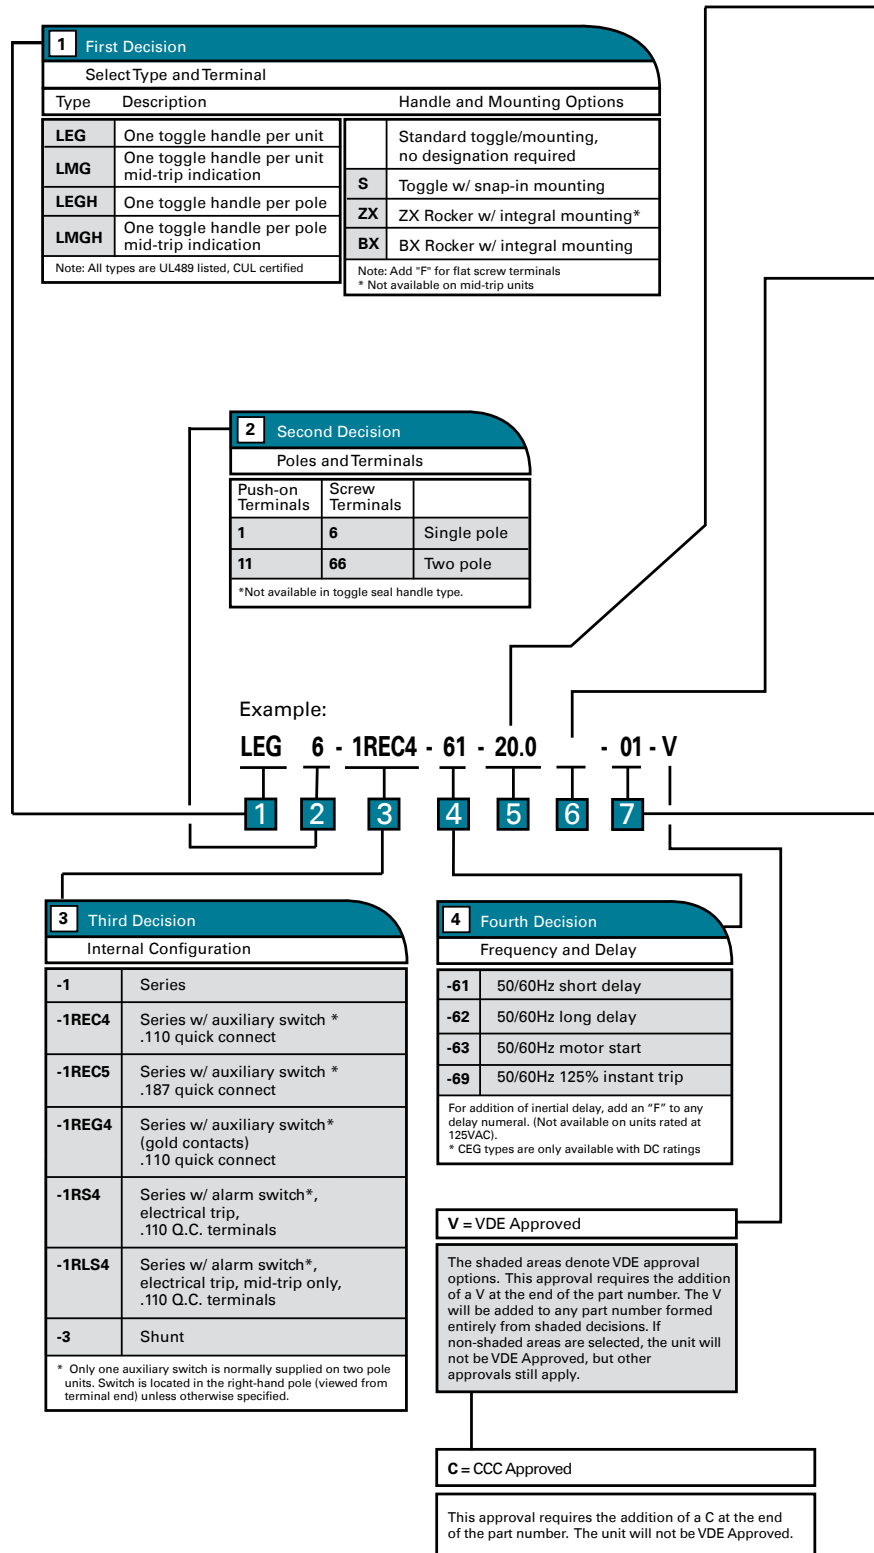 1 First Decision
Select Type and Terminal
Type Description Handle and Mounting Options
LEG One toggle handle per unit
LMG One toggle handle per unit
mid-trip indication
LEGH One toggle handle per pole
LMGH One toggle handle per pole
mid-trip indication
Note: All types are UL489 listed, CUL certified
Standard toggle/mounting,
no designation required
S Toggle w/ snap-in mounting
ZX ZX Rocker w/ integral mounting*
BX BX Rocker w/ integral mounting
Note: Add "F" for flat screw terminals
* Not available on mid-trip units
2 Second Decision
Poles and Terminals
Push-on Screw
Terminals Terminals
1 6 Single pole
11 66 Two pole
*Not available in toggle seal handle type.
Example:
LEG 6 - 1REC4 - 61 - 20.0 - 01 - V
1 2 3 4 5 6 7
3 Third Decision
Internal Configuration
-1 Series
-1REC4 Series w/ auxiliary switch *
.110 quick connect
-1REC5 Series w/ auxiliary switch *
.187 quick connect
-1REG4 Series w/ auxiliary switch*
(gold contacts)
.110 quick connect
-1RS4 Series w/ alarm switch*,
electrical trip,
.110 Q.C. terminals
-1RLS4 Series w/ alarm switch*,
electrical trip, mid-trip only,
.110 Q.C. terminals
-3 Shunt
* Only one auxiliary switch is normally supplied on two pole
units. Switch is located in the right-hand pole (viewed from
terminal end) unless otherwise specified.
4 Fourth Decision
Frequency and Delay
-61 50/60Hz short delay
-62 50/60Hz long delay
-63 50/60Hz motor start
-69 50/60Hz 125% instant trip
For addition of inertial delay, add an “F” to any
delay numeral. (Not available on units rated at
125VAC).
* CEG types are only available with DC ratings
V = VDE Approved
The shaded areas denote VDE approval
options. This approval requires the addition
of a V at the end of the part number. The V
will be added to any part number formed
entirely from shaded decisions. If
non-shaded areas are selected, the unit will
not be VDE Approved, but other
approvals still apply.
C = CCC Approved
This approval requires the addition of a C at the end
of the part number. The unit will not be VDE Approved.